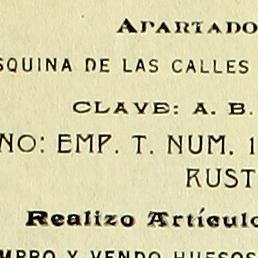 APARTADO
SQUINA DE LAS CALLES
CLAVE: A. B.
NO: EMP. T. NUM. 1
RUST
Realizo Artículo
MPRO Y VENDO HUESOS